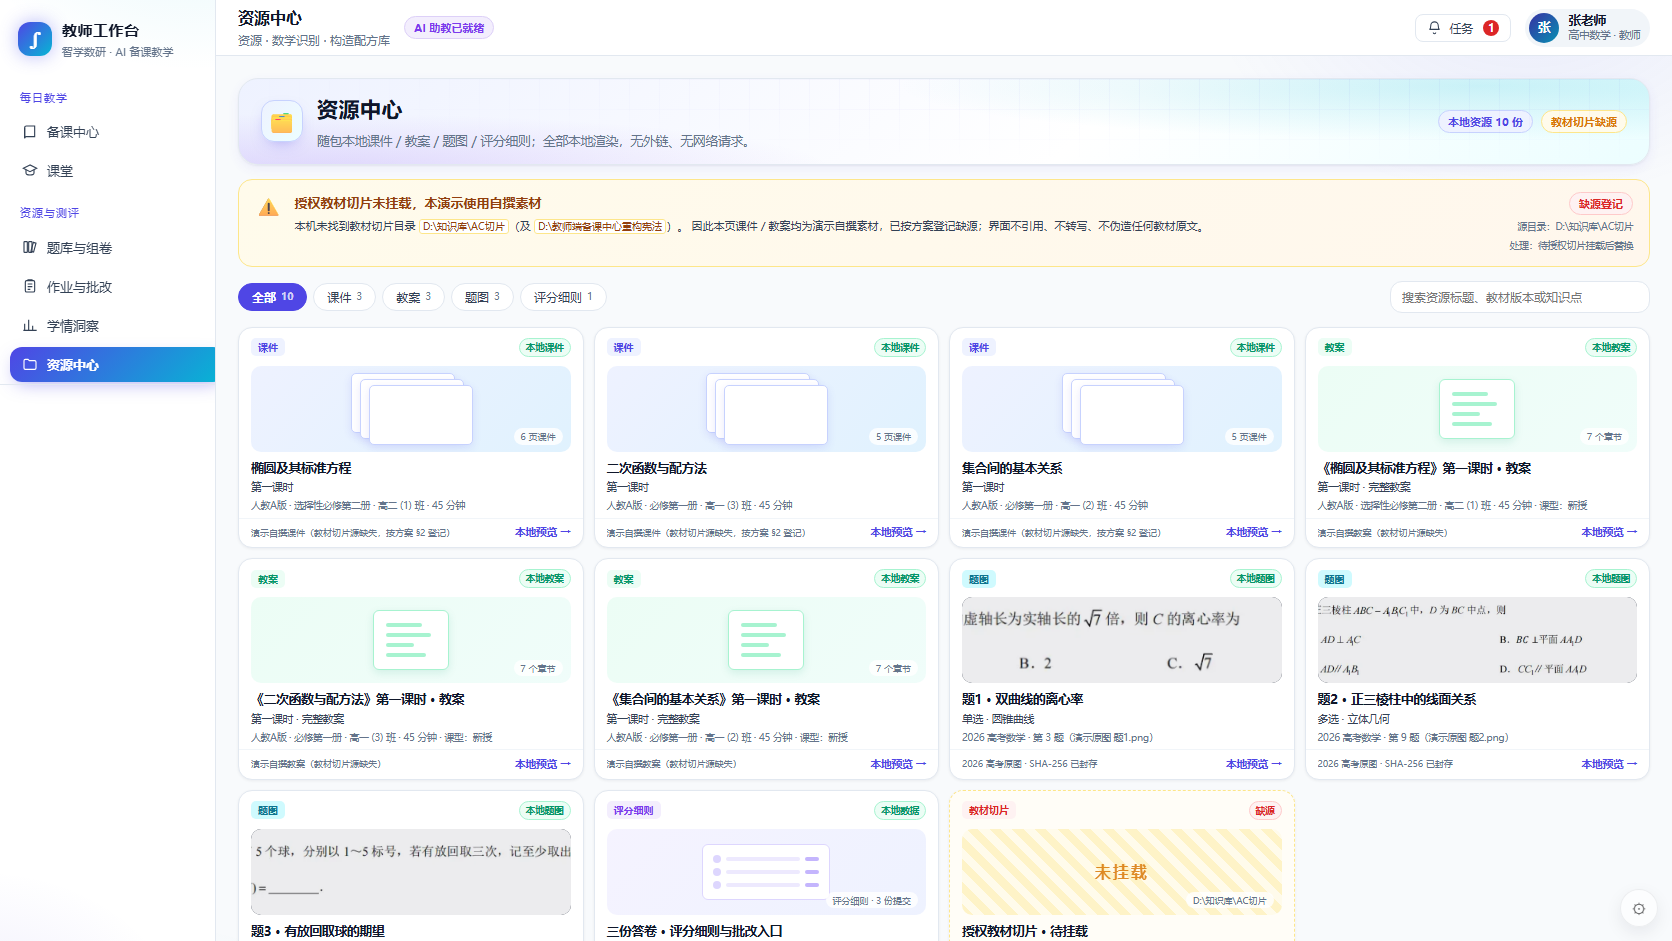 教师工作台
智学数研 · AI 备课教学
每日教学
备课中心
课堂
资源与测评
题库与组卷
作业与批改
学情洞察
资源中心
资源中心
资源 · 数学识别 · 构造配方库
AI 助教已就绪
任务 1
张
张老师
高中数学 · 教师
资源中心
随包本地课件 / 教案 / 题图 / 评分细则；全部本地渲染，无外链、无网络请求。
本地资源 10 份
教材切片缺源
授权教材切片未挂载，本演示使用自撰素材
本机未找到教材切片目录 D:\知识库\AC切片 （及 D:\教师端备课中心重构宪法 ）。因此本页课件 / 教案均为演示自撰素材，已按方案登记缺源；界面不引用、不转写、不伪造任何教材原文。
缺源登记
源目录：D:\知识库\AC切片
处理：待授权切片挂载后替换
全部 10
课件 3
教案 3
题图 3
评分细则 1
搜索资源标题、教材版本或知识点
课件
本地课件
6 页课件
椭圆及其标准方程
第一课时
人教A版 · 选择性必修第二册 · 高二 (1) 班 · 45 分钟
演示自撰课件（教材切片源缺失，按方案 §2 登记）
本地预览 →
课件
本地课件
5 页课件
二次函数与配方法
第一课时
人教A版 · 必修第一册 · 高一 (3) 班 · 45 分钟
演示自撰课件（教材切片源缺失，按方案 §2 登记）
本地预览 →
课件
本地课件
5 页课件
集合间的基本关系
第一课时
人教A版 · 必修第一册 · 高一 (2) 班 · 45 分钟
演示自撰课件（教材切片源缺失，按方案 §2 登记）
本地预览 →
教案
本地教案
7 个章节
《椭圆及其标准方程》第一课时 • 教案
第一课时 · 完整教案
人教A版 · 选择性必修第二册 · 高二 (1) 班 · 45 分钟 · 课型：新授
演示自撰教案（教材切片源缺失）
本地预览 →
教案
本地教案
7 个章节
《二次函数与配方法》第一课时 • 教案
第一课时 · 完整教案
人教A版 · 必修第一册 · 高一 (3) 班 · 45 分钟 · 课型：新授
演示自撰教案（教材切片源缺失）
本地预览 →
教案
本地教案
7 个章节
《集合间的基本关系》第一课时 • 教案
第一课时 · 完整教案
人教A版 · 必修第一册 · 高一 (2) 班 · 45 分钟 · 课型：新授
演示自撰教案（教材切片源缺失）
本地预览 →
题图
本地题图
虚轴长为实轴长的 √7 倍，则 C 的离心率为
B．2
C．√7
题1 • 双曲线的离心率
单选 · 圆锥曲线
2026 高考数学 · 第 3 题（演示原图 题1.png）
2026 高考原图 · SHA-256 已封存
本地预览 →
题图
本地题图
三棱柱 ABC − A₁B₁C₁ 中，D 为 BC 中点，则
AD ⊥ A₁C
B．BC ⊥平面 AA₁D
AD // A₁B₁
D．CC₁ // 平面 AA₁D
题2 • 正三棱柱中的线面关系
多选 · 立体几何
2026 高考数学 · 第 9 题（演示原图 题2.png）
2026 高考原图 · SHA-256 已封存
本地预览 →
题图
本地题图
5 个球，分别以 1～5 标号，若有放回取三次，记至少取出
)＝________．
题3 • 有放回取球的期望
评分细则
本地数据
评分细则 · 3 份提交
三份答卷 • 评分细则与批改入口
教材切片
缺源
未挂载
D:\知识库\AC切片
授权教材切片 • 待挂载